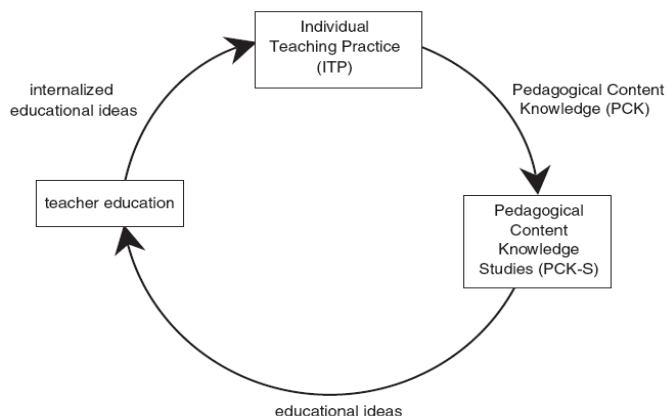 Individual
Teaching Practice
(ITP)
internalized
educational ideas
Pedagogical Content
Knowledge (PCK)
teacher education
Pedagogical
Content
Knowledge
Studies (PCK-S)
educational ideas